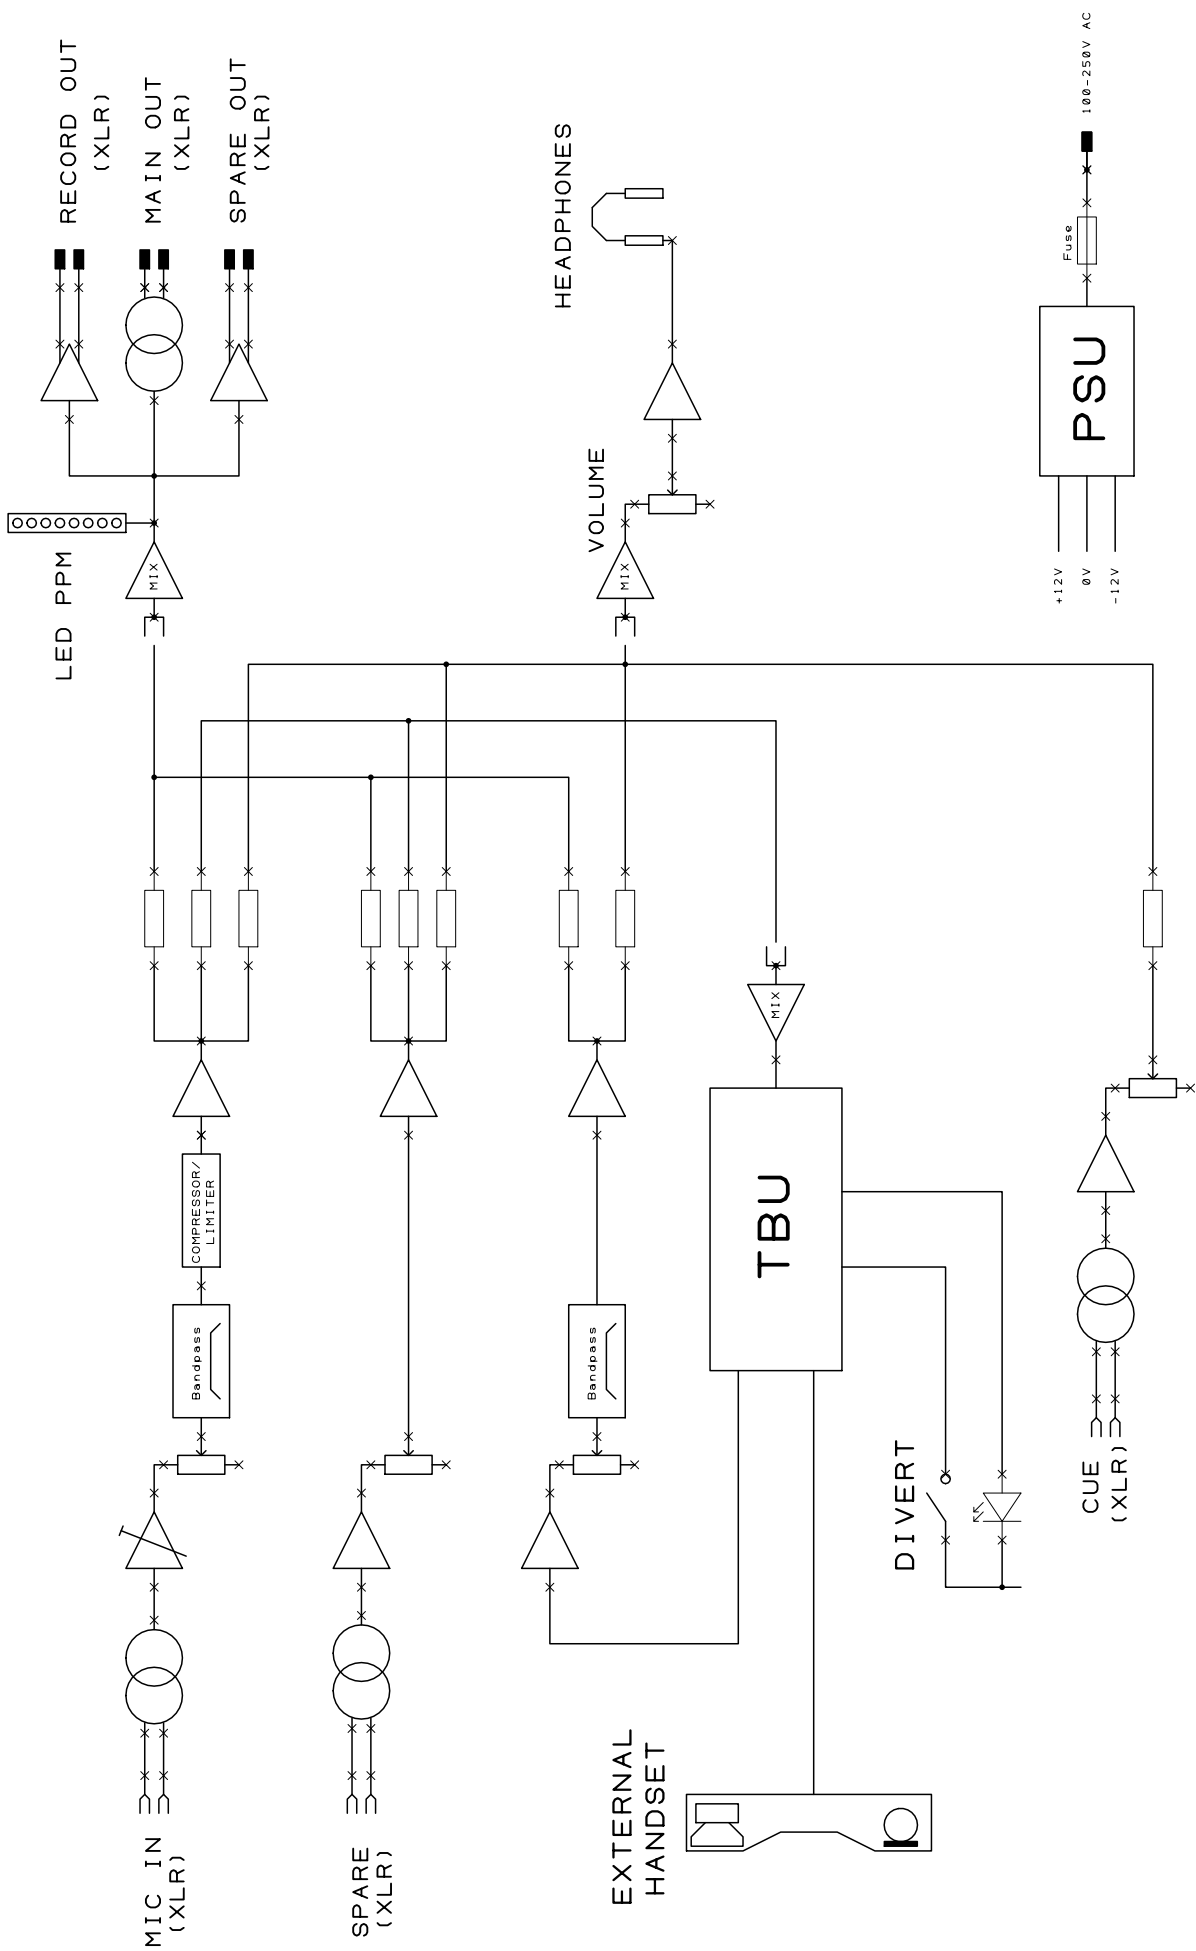 MIC IN
(XLR)
SPARE
(XLR)
EXTERNAL
HANDSET
DIVERT
CUE
(XLR)
Bandpass
COMPRESSOR/
LIMITER
Bandpass
TBU
MIX
LED PPM
MIX
MIX
VOLUME
RECORD OUT
(XLR)
MAIN OUT
(XLR)
SPARE OUT
(XLR)
HEADPHONES
+12V
0V
-12V
PSU
Fuse
100-250V AC